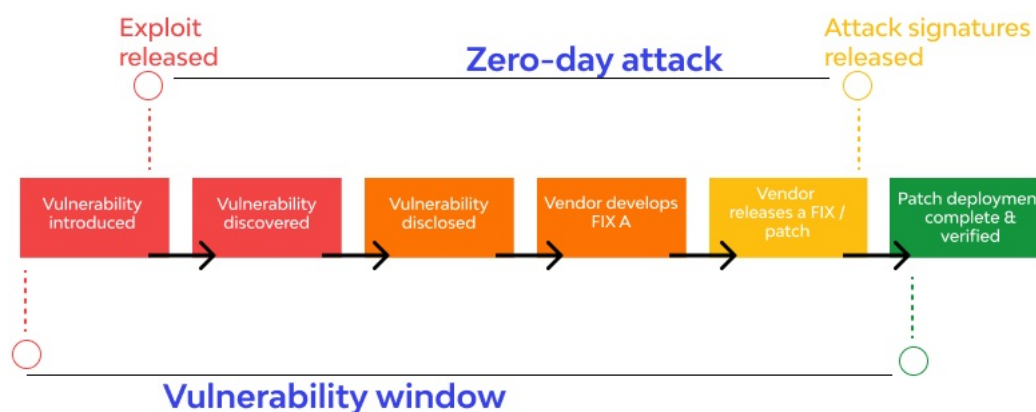 Exploit
released
Zero-day attack
Attack signatures
released
Vulnerability
introduced
Vulnerability
discovered
Vulnerability
disclosed
Vendor develops
FIX A
Vendor
releases a FIX /
patch
Patch deploymen
complete &
verified
Vulnerability window